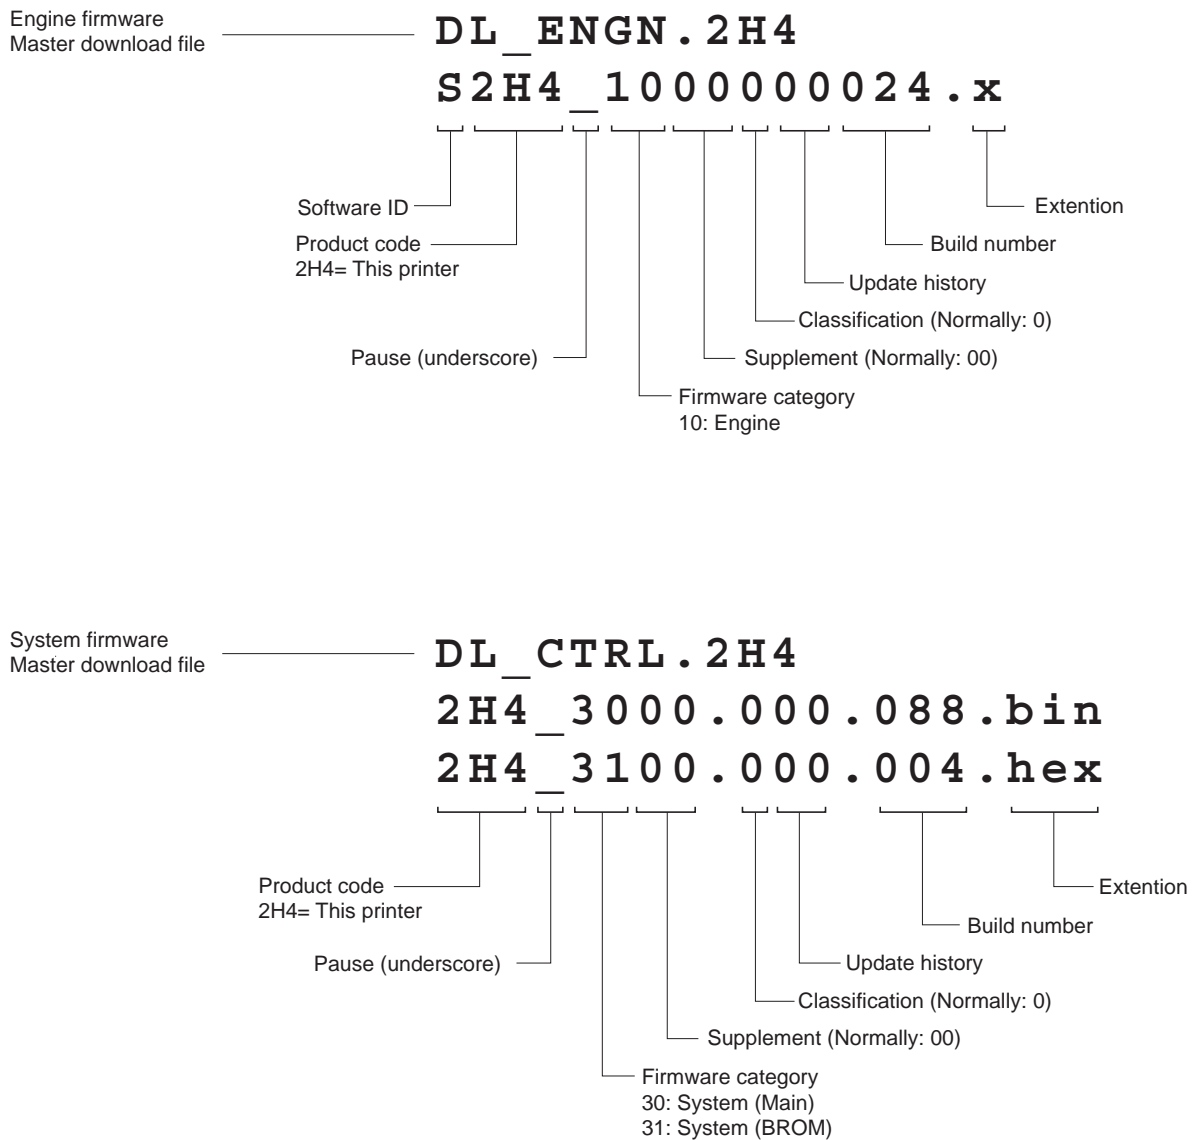 Engine firmware
Master download file
DL_ENGN.2H4
S2H4_1000000024.x
Software ID
Extention
Product code
2H4= This printer
Build number
Update history
Classification (Normally: 0)
Pause (underscore)
Supplement (Normally: 00)
Firmware category
10: Engine
System firmware
Master download file
DL_CTRL.2H4
2H4_3000.000.088.bin
2H4_3100.000.004.hex
Product code
2H4= This printer
Extention
Build number
Pause (underscore)
Update history
Classification (Normally: 0)
Supplement (Normally: 00)
Firmware category
30: System (Main)
31: System (BROM)